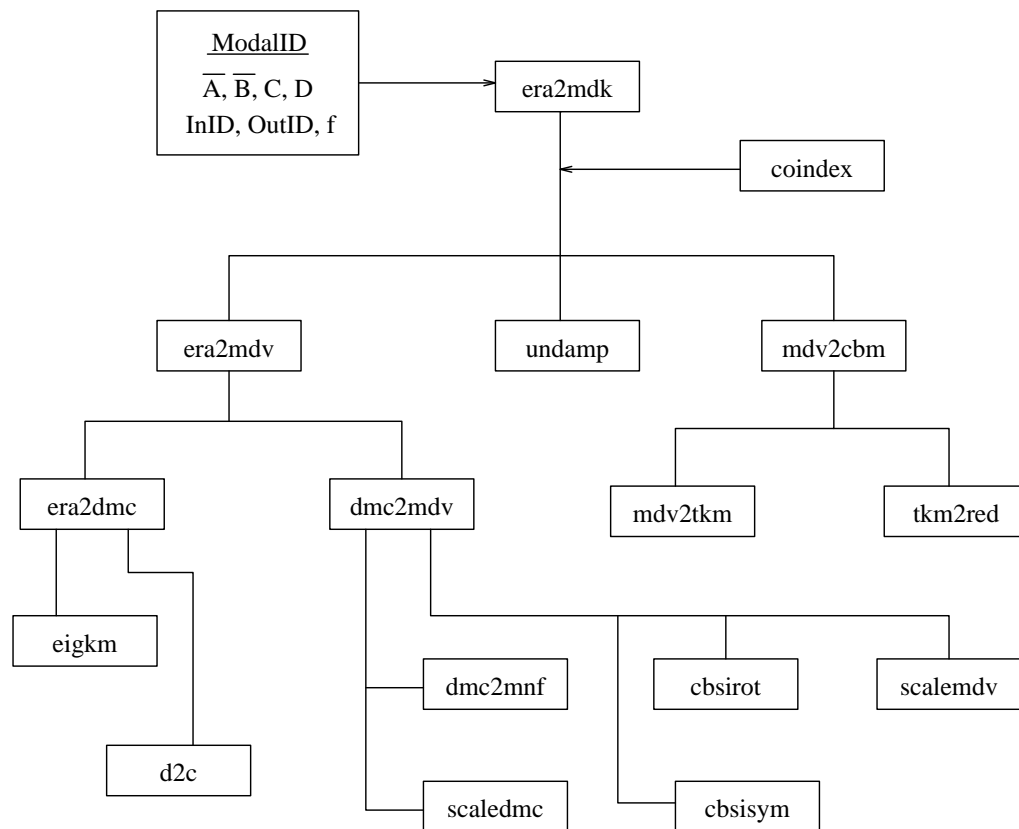 ModalID
A̅, B̅, C, D
InID, OutID, f
era2mdk
coindex
era2mdv
undamp
mdv2cbm
era2dmc
dmc2mdv
mdv2tkm
tkm2red
eigkm
dmc2mnf
cbsirot
scalemdv
d2c
scaledmc
cbsisym